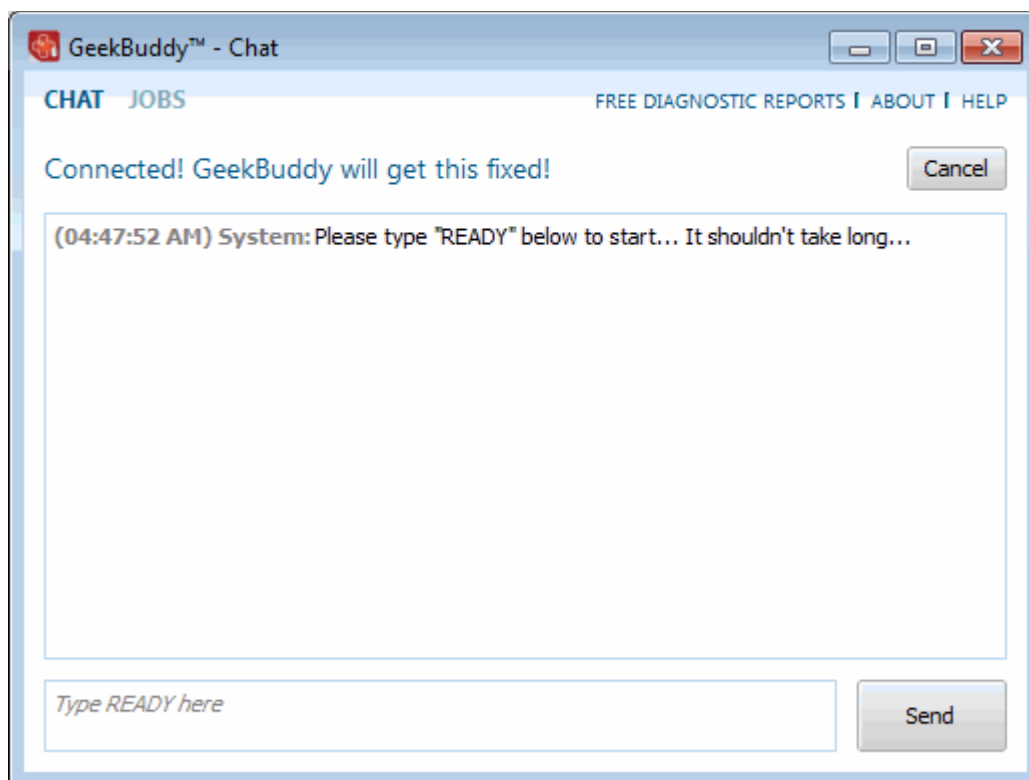 GeekBuddy™ - Chat
CHAT JOBS
FREE DIAGNOSTIC REPORTS | ABOUT | HELP
Connected! GeekBuddy will get this fixed!
Cancel
(04:47:52 AM) System: Please type "READY" below to start... It shouldn't take long...
Type READY here
Send